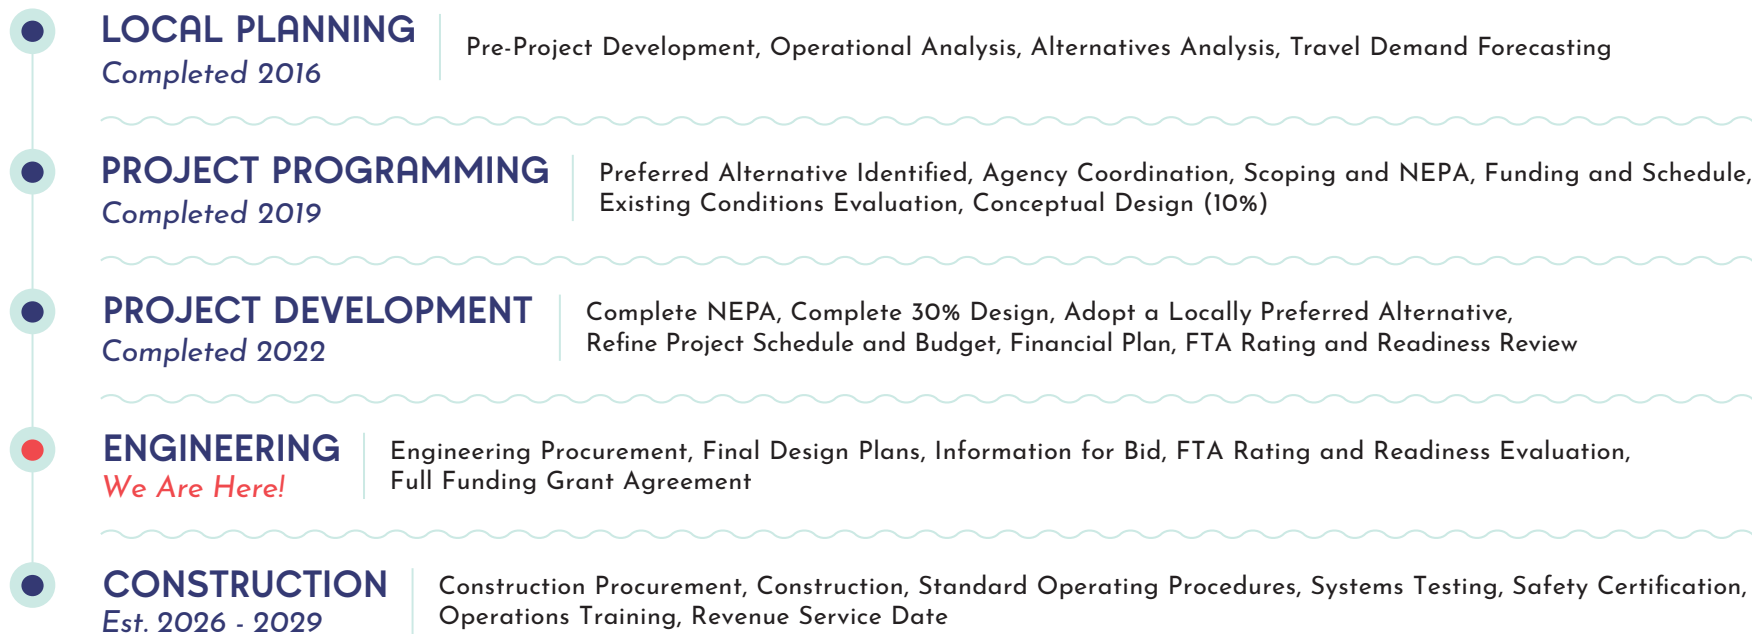 LOCAL PLANNING
Completed 2016
Pre-Project Development, Operational Analysis, Alternatives Analysis, Travel Demand Forecasting
PROJECT PROGRAMMING
Completed 2019
Preferred Alternative Identified, Agency Coordination, Scoping and NEPA, Funding and Schedule,
Existing Conditions Evaluation, Conceptual Design (10%)
PROJECT DEVELOPMENT
Completed 2022
Complete NEPA, Complete 30% Design, Adopt a Locally Preferred Alternative,
Refine Project Schedule and Budget, Financial Plan, FTA Rating and Readiness Review
ENGINEERING
We Are Here!
Engineering Procurement, Final Design Plans, Information for Bid, FTA Rating and Readiness Evaluation,
Full Funding Grant Agreement
CONSTRUCTION
Est. 2026 - 2029
Construction Procurement, Construction, Standard Operating Procedures, Systems Testing, Safety Certification,
Operations Training, Revenue Service Date